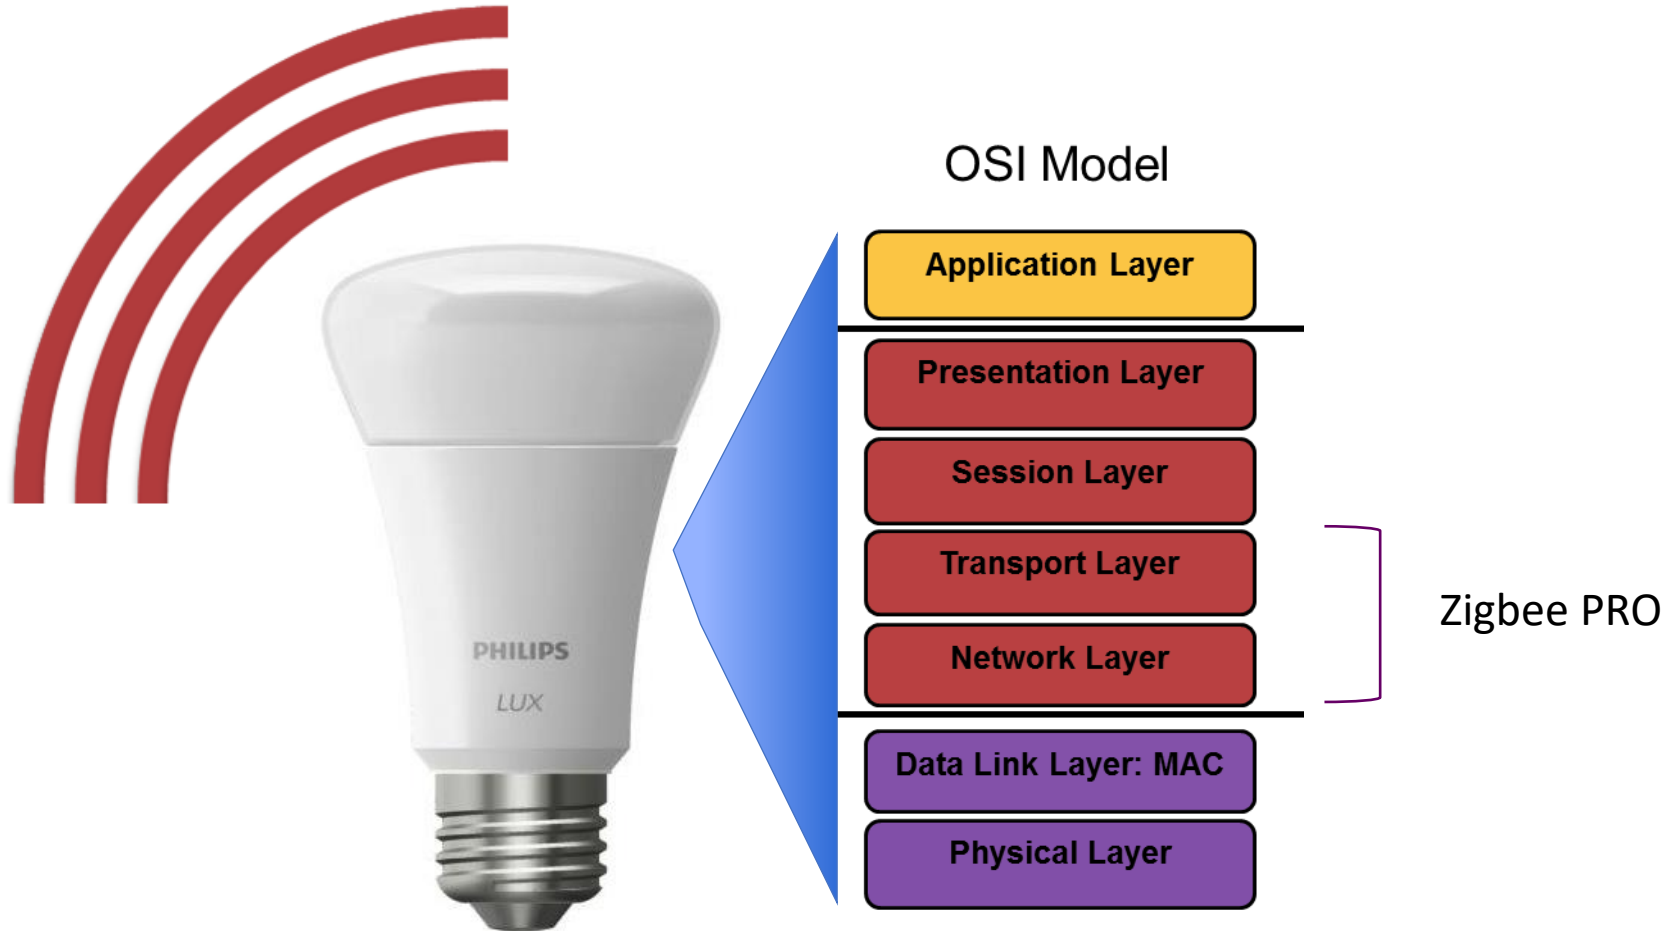 OSI Model
Application Layer
Presentation Layer
Session Layer
Transport Layer
Network Layer
Data Link Layer: MAC
Physical Layer
Zigbee PRO
PHILIPS
LUX